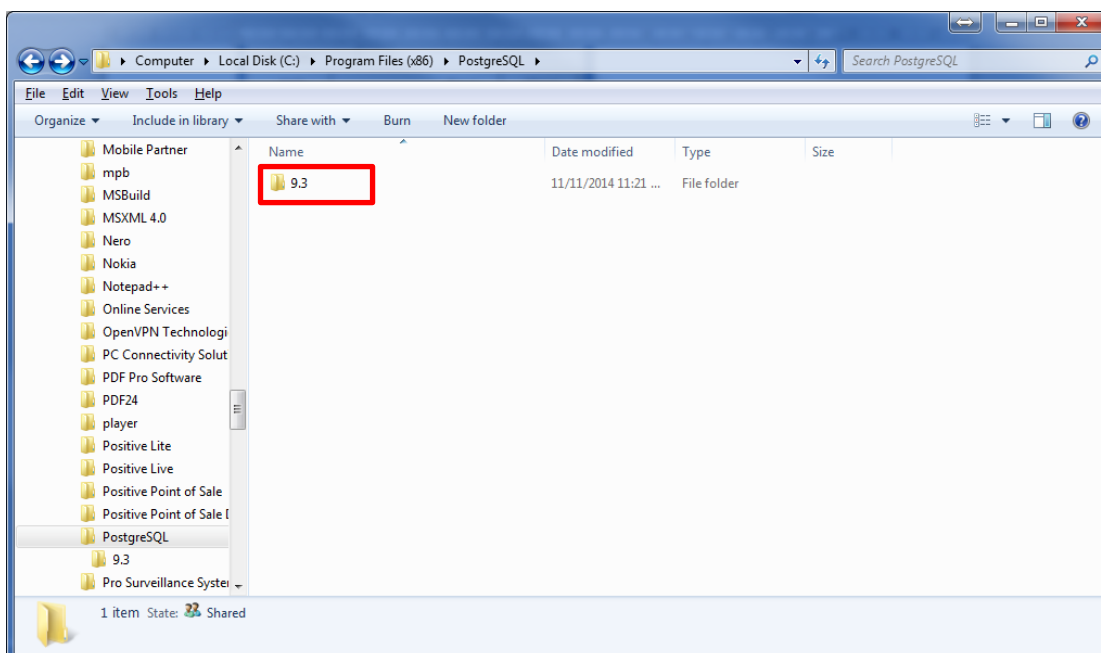 Computer Local Disk (C:) Program Files (x86) PostgreSQL Search PostgreSQL
File Edit View Tools Help
Organize Include in library Share with Burn New folder
Name Date modified Type Size
9.3 11/11/2014 11:21 ... File folder
Mobile Partner
mpb
MSBuild
MSXML 4.0
Nero
Nokia
Notepad++
Online Services
OpenVPN Technologi
PC Connectivity Solut
PDF Pro Software
PDF24
player
Positive Lite
Positive Live
Positive Point of Sale
Positive Point of Sale D
PostgreSQL
9.3
Pro Surveillance System
1 item State: Shared